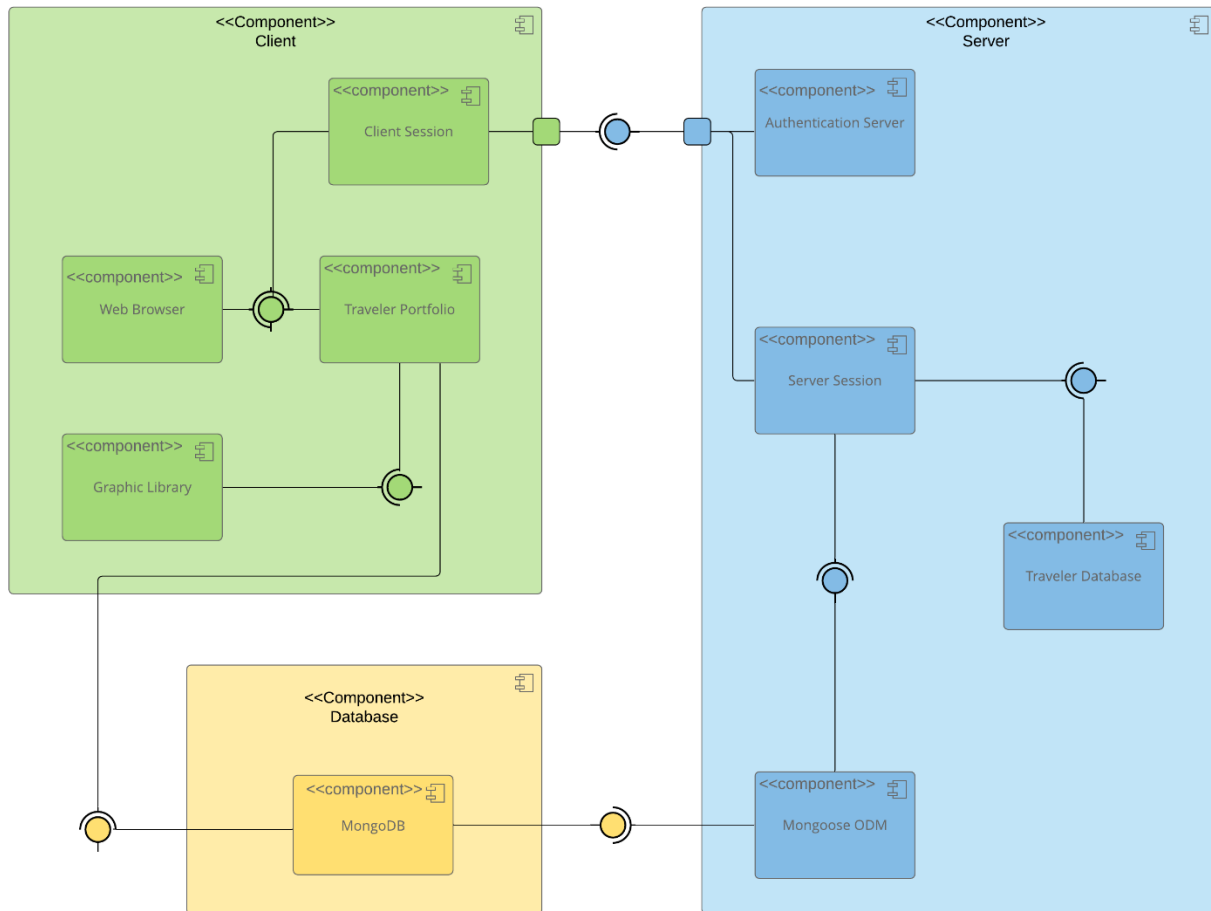 <<Component>>
Client
<<component>>
Client Session
<<component>>
Web Browser
<<component>>
Traveler Portfolio
<<component>>
Graphic Library
<<Component>>
Server
<<component>>
Authentication Server
<<component>>
Server Session
<<component>>
Traveler Database
<<component>>
Mongoose ODM
<<Component>>
Database
<<component>>
MongoDB